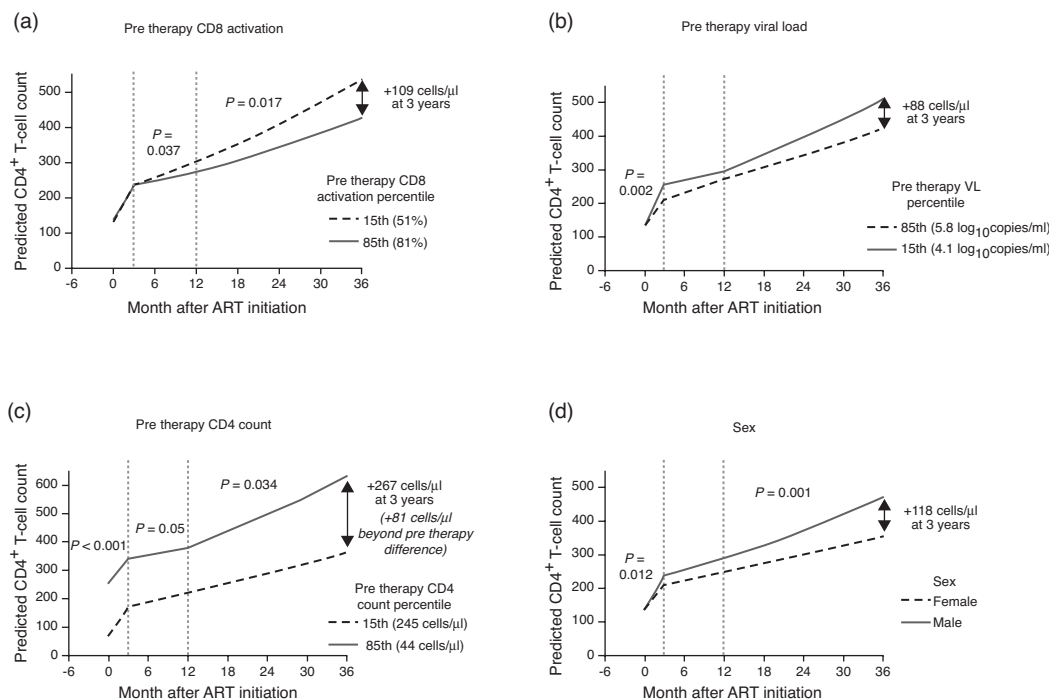 (a)
Pre therapy CD8 activation
Predicted CD4+ T-cell count
500
400
300
200
100
0
P = 0.017
P =
0.037
+109 cells/μl
at 3 years
Pre therapy CD8
activation percentile
15th (51%)
85th (81%)
-6 0 6 12 18 24 30 36
Month after ART initiation
(b)
Pre therapy viral load
Predicted CD4+ T-cell count
500
400
300
200
100
0
P =
0.002
+88 cells/μl
at 3 years
Pre therapy VL
percentile
85th (5.8 log10copies/ml)
15th (4.1 log10copies/ml)
-6 0 6 12 18 24 30 36
Month after ART initiation
(c)
Pre therapy CD4 count
Predicted CD4+ T-cell count
600
500
400
300
200
100
0
P < 0.001
P = 0.05
P = 0.034
+267 cells/μl
at 3 years
(+81 cells/μl
beyond pre therapy
difference)
Pre therapy CD4
count percentile
15th (245 cells/μl)
85th (44 cells/μl)
-6 0 6 12 18 24 30 36
Month after ART initiation
(d)
Sex
Predicted CD4+ T-cell count
500
400
300
200
100
0
P = 0.001
P =
0.012
+118 cells/μl
at 3 years
Sex
Female
Male
-6 0 6 12 18 24 30 36
Month after ART initiation